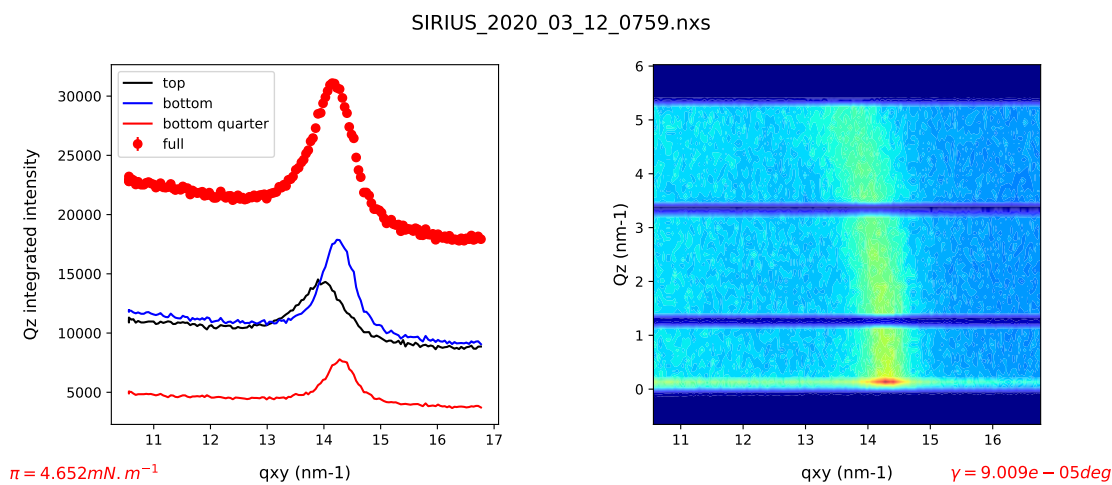 SIRIUS_2020_03_12_0759.nxs
Qz integrated intensity
30000
25000
20000
15000
10000
5000
top
bottom
bottom quarter
full
11 12 13 14 15 16 17
qxy (nm-1)
π = 4.652mN.m⁻¹
Qz (nm-1)
6
5
4
3
2
1
0
11 12 13 14 15 16
qxy (nm-1)
γ = 9.009e − 05deg